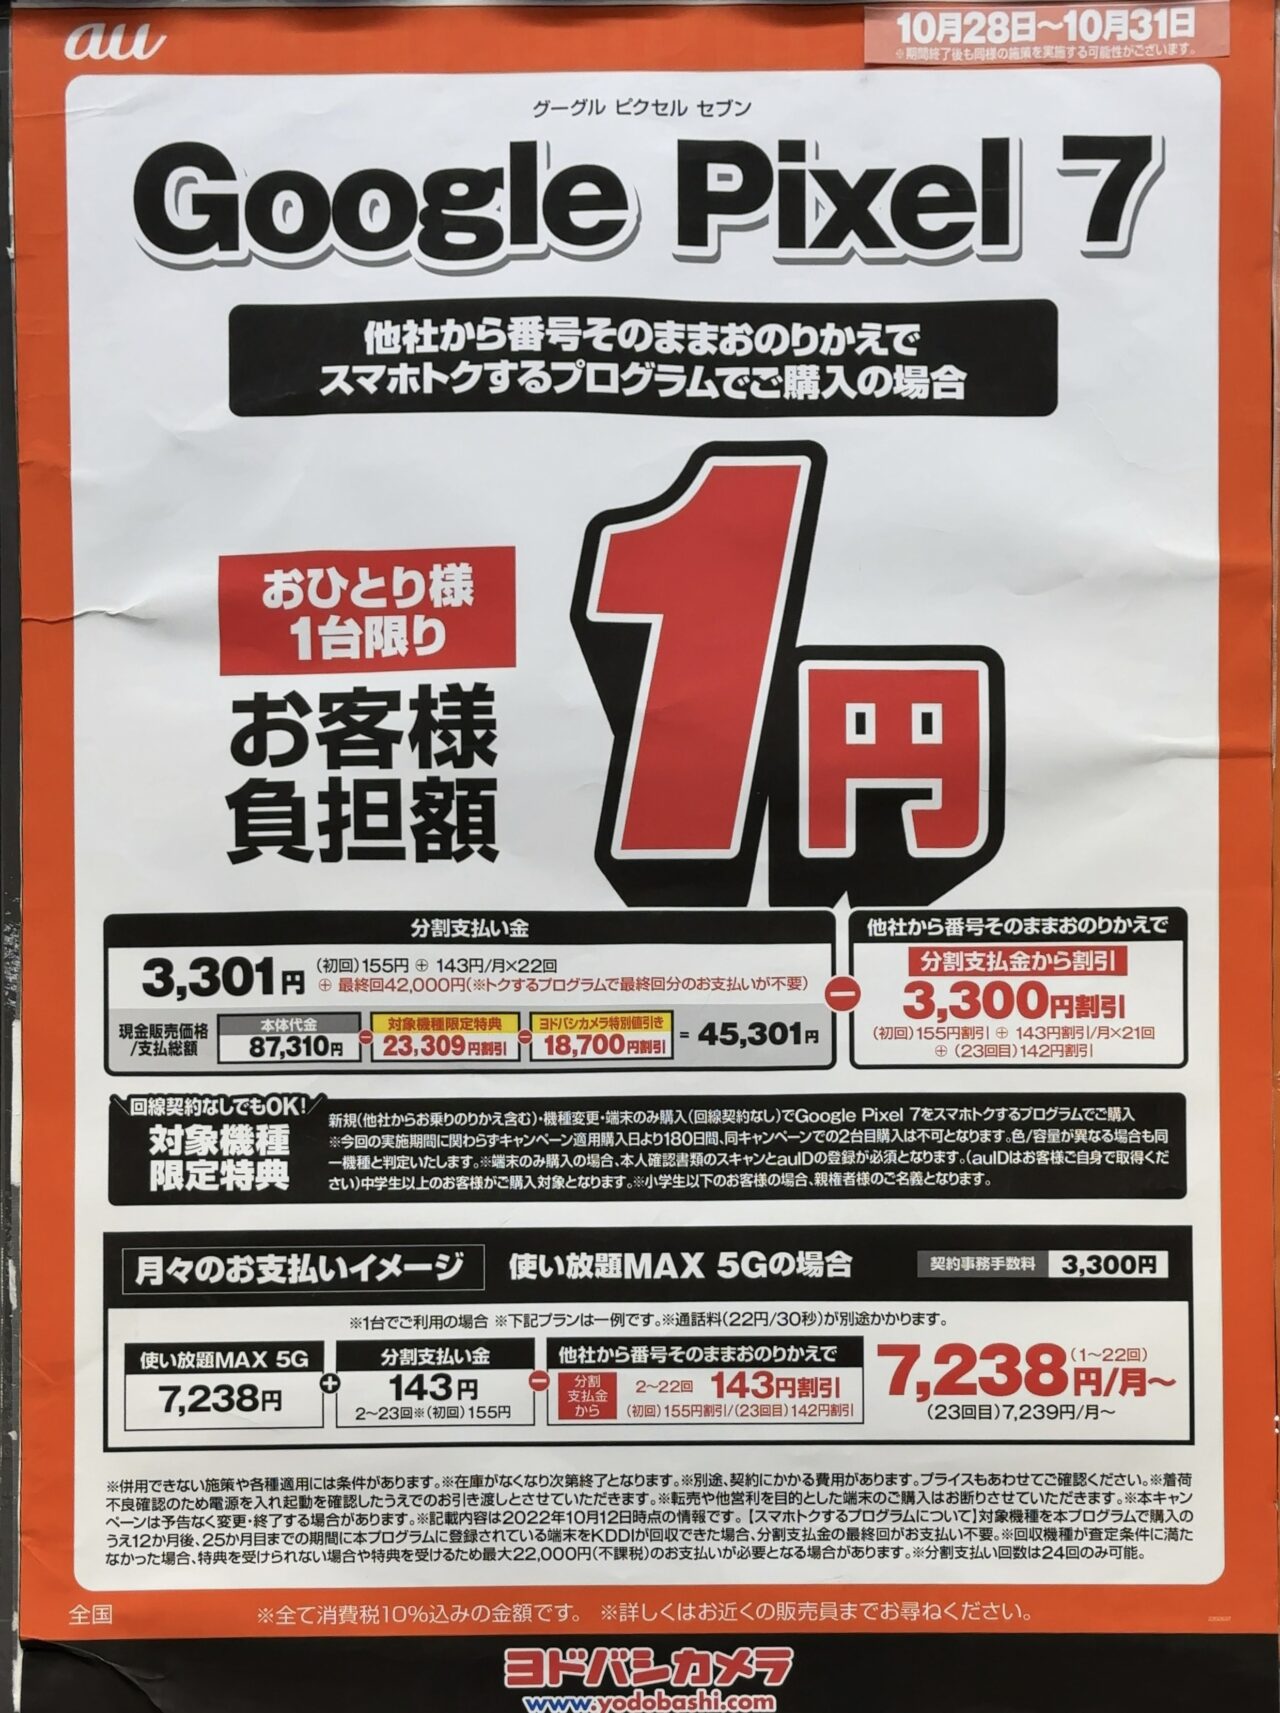 au
10月28日～10月31日
※期間終了後も同様の施策を実施する可能性がございます。
グーグル ピクセル セブン
Google Pixel 7
他社から番号そのままおのりかえで
スマホトクするプログラムでご購入の場合
おひとり様
1台限り
お客様
負担額
1円
分割支払い金
3,301円
(初回)155円 ⊕ 143円/月×22回
⊕ 最終回42,000円(※トクするプログラムで最終回分のお支払いが不要)
現金販売価格
/支払総額
本体代金
87,310円
−
対象機種限定特典
23,309円割引
−
ヨドバシカメラ特別値引き
18,700円割引
= 45,301円
−
他社から番号そのままおのりかえで
分割支払金から割引
3,300円割引
(初回)155円割引 ⊕ 143円割引/月×21回
⊕ (23回目)142円割引
回線契約なしでもOK!
対象機種
限定特典
新規(他社からお乗りのりかえ含む)・機種変更・端末のみ購入(回線契約なし)でGoogle Pixel 7をスマホトクするプログラムでご購入
※今回の実施期間に関わらずキャンペーン適用購入日より180日間、同キャンペーンでの2台目購入は不可となります。色/容量が異なる場合も同
一機種と判定いたします。※端末のみ購入の場合、本人確認書類のスキャンとauIDの登録が必須となります。(auIDはお客様ご自身で取得くだ
さい)中学生以上のお客様がご購入対象となります。※小学生以下のお客様の場合、親権者様のご名義となります。
月々のお支払いイメージ
使い放題MAX 5Gの場合
契約事務手数料 3,300円
※1台でご利用の場合 ※下記プランは一例です。※通話料(22円/30秒)が別途かかります。
使い放題MAX 5G
7,238円
+
分割支払い金
143円
2～23回※(初回)155円
−
他社から番号そのままおのりかえで
分割
支払金
から
2～22回 143円割引
(初回)155円割引/(23回目)142円割引
7,238円/月～
(1～22回)
(23回目)7,239円/月～
※併用できない施策や各種適用には条件があります。※在庫がなくなり次第終了となります。※別途、契約にかかる費用があります。プライスもあわせてご確認ください。※着荷
不良確認のため電源を入れ起動を確認したうえでのお引き渡しとさせていただきます。※転売や他営利を目的とした端末のご購入はお断りさせていただきます。※本キャン
ペーンは予告なく変更・終了する場合があります。※記載内容は2022年10月12日時点の情報です。【スマホトクするプログラムについて】対象機種を本プログラムで購入の
うえ12か月後、25か月目までの期間に本プログラムに登録されている端末をKDDIが回収できた場合、分割支払金の最終回がお支払い不要。※回収機種が査定条件に満た
なかった場合、特典を受けられない場合や特典を受けるため最大22,000円(不課税)のお支払いが必要となる場合があります。※分割支払い回数は24回のみ可能。
全国
※全て消費税10%込みの金額です。 ※詳しくはお近くの販売員までお尋ねください。
ヨドバシカメラ
www.yodobashi.com